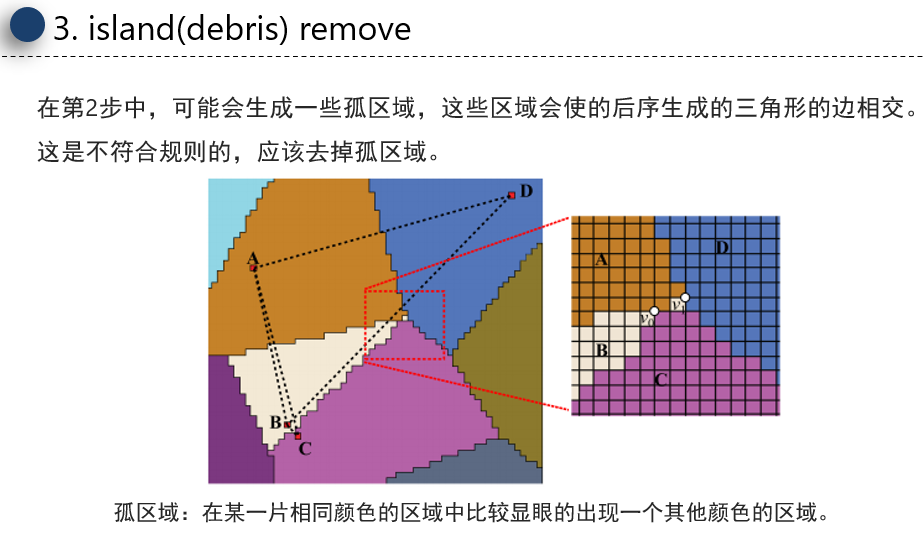 3. island(debris) remove
在第2步中，可能会生成一些孤区域，这些区域会使的后序生成的三角形的边相交。
这是不符合规则的，应该去掉孤区域。
D
A
B
C
A
D
B
C
孤区域：在某一片相同颜色的区域中比较显眼的出现一个其他颜色的区域。